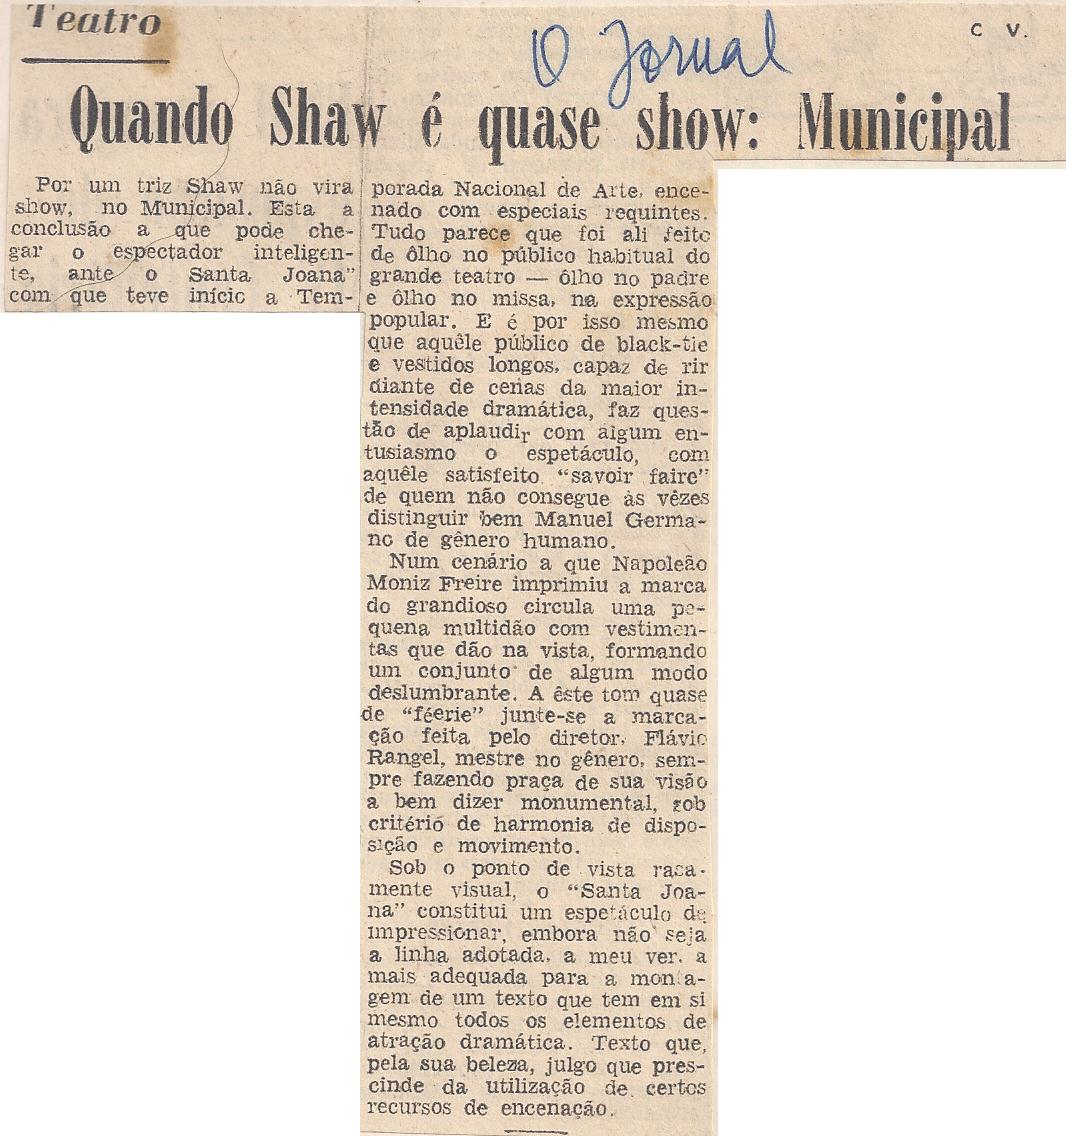 Teatro
O Jornal
C V.
Quando Shaw é quase show: Municipal
Por um triz Shaw não vira
show, no Municipal. Esta a
conclusão a que pode che-
gar o espectador inteligen-
te, ante o Santa Joana"
com que teve início a Tem-
porada Nacional de Arte, ence-
nado com especiais requintes.
Tudo parece que foi ali feito
de ôlho no público habitual do
grande teatro — ôlho no padre
e ôlho no missa, na expressão
popular. E é por isso mesmo
que aquêle público de black-tie
e vestidos longos, capaz de rir
diante de cenas da maior in-
tensidade dramática, faz ques-
tão de aplaudir com algum en-
tusiasmo o espetáculo, com
aquêle satisfeito "savoir faire"
de quem não consegue às vêzes
distinguir bem Manuel Germa-
no de gênero humano.
Num cenário a que Napoleão
Moniz Freire imprimiu a marca
do grandioso circula uma pe-
quena multidão com vestimen-
tas que dão na vista, formando
um conjunto de algum modo
deslumbrante. A êste tom quase
de "féerie" junte-se a marca-
ção feita pelo diretor, Flávio
Rangel, mestre no gênero, sem-
pre fazendo praça de sua visão
a bem dizer monumental, sob
critério de harmonia de dispo-
sição e movimento.
Sob o ponto de vista rasa-
mente visual, o "Santa Joa-
na" constitui um espetáculo de
impressionar, embora não seja
a linha adotada, a meu ver, a
mais adequada para a monta-
gem de um texto que tem em si
mesmo todos os elementos de
atração dramática. Texto que,
pela sua beleza, julgo que pres-
cinde da utilização de certos
recursos de encenação.